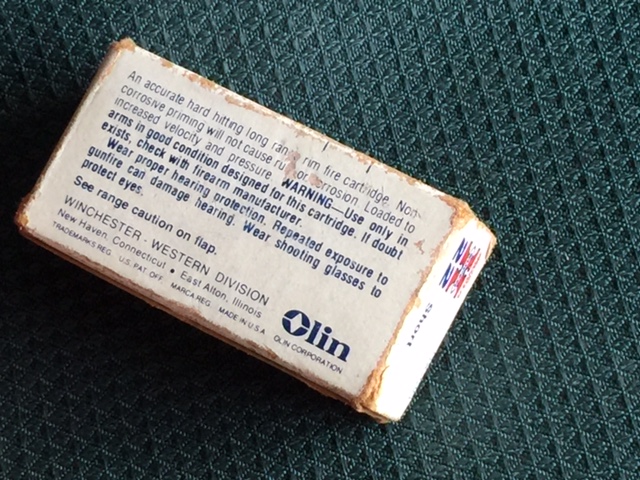 An accurate hard hitting long range rim fire cartridge. Non-
corrosive priming will not cause rust or corrosion. Loaded to
increased velocity and pressure. WARNING—Use only in
arms in good condition designed for this cartridge. If doubt
exists, check with firearm manufacturer.
Wear proper hearing protection. Repeated exposure to
gunfire can damage hearing. Wear shooting glasses to
protect eyes.
See range caution on flap.
WINCHESTER - WESTERN DIVISION
New Haven, Connecticut • East Alton, Illinois
TRADEMARKS REG. U.S. PAT. OFF. MARCA REG. MADE IN U.S.A.
Olin
OLIN CORPORATION